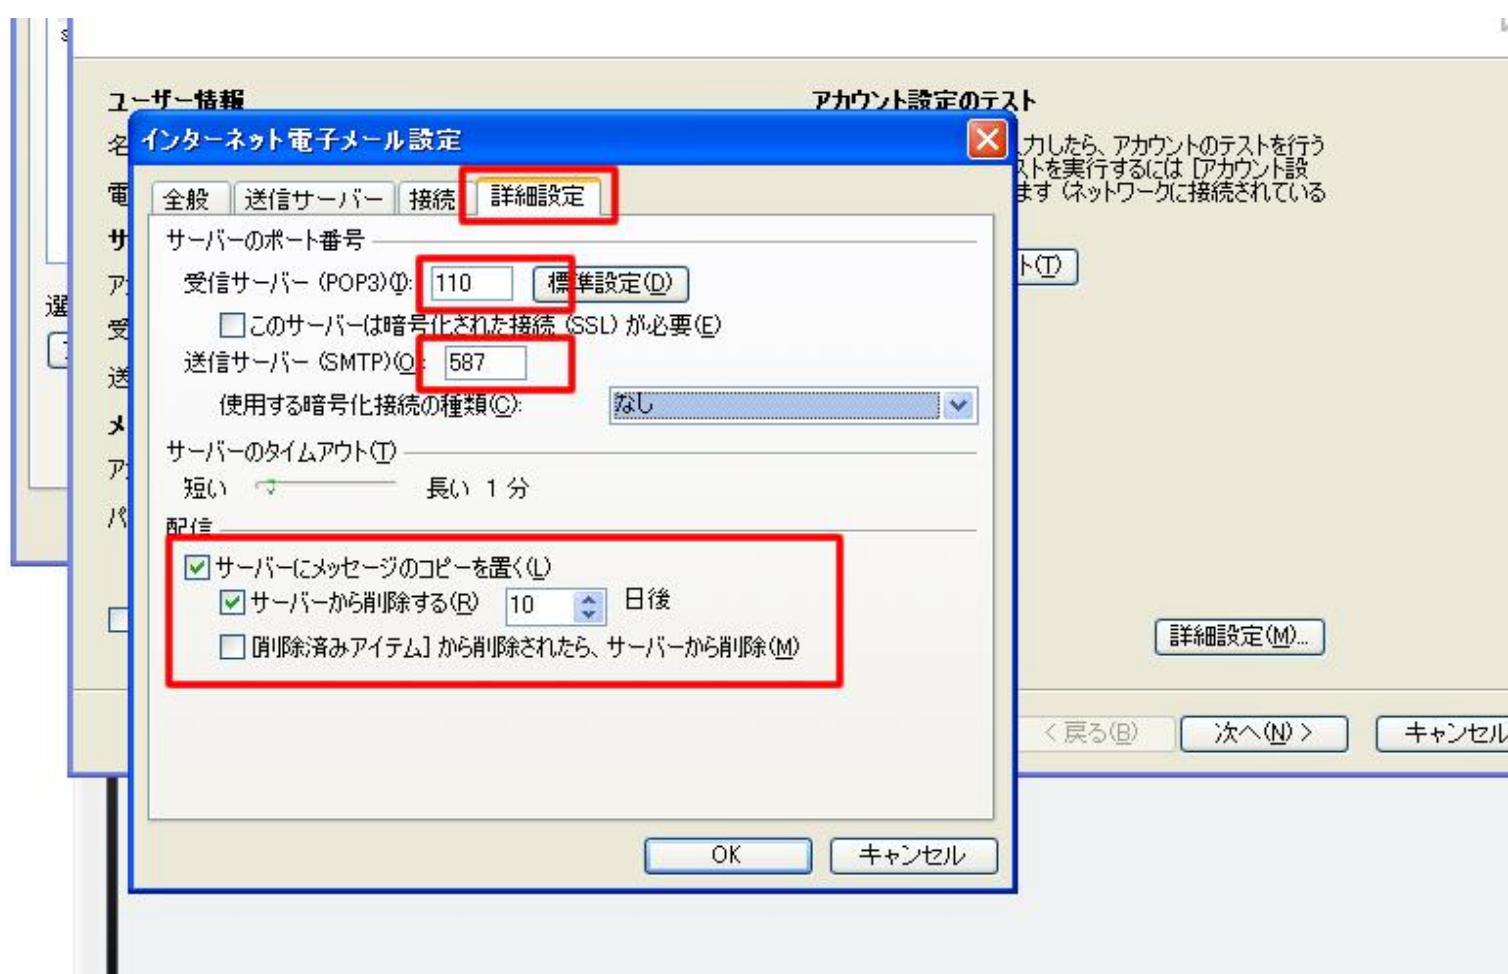 ユーザー情報
アカウント設定のテスト
名
インターネット電子メール設定
力したら、アカウントのテストを行う
ストを実行するには [アカウント設
ます (ネットワークに接続されている
電
全般
送信サーバー
接続
詳細設定
サ
サーバーのポート番号
ア
受信サーバー (POP3)(I):
110
標準設定(D)
ト(T)
選
受
このサーバーは暗号化された接続 (SSL) が必要(E)
送
送信サーバー (SMTP)(O):
587
使用する暗号化接続の種類(C):
なし
メ
サーバーのタイムアウト(T)
ア
短い
長い 1 分
パ
配信
サーバーにメッセージのコピーを置く(L)
サーバーから削除する(R)
10
日後
[削除済みアイテム] から削除されたら、サーバーから削除(M)
詳細設定(M)...
< 戻る(B)
次へ(N) >
キャンセル
OK
キャンセル